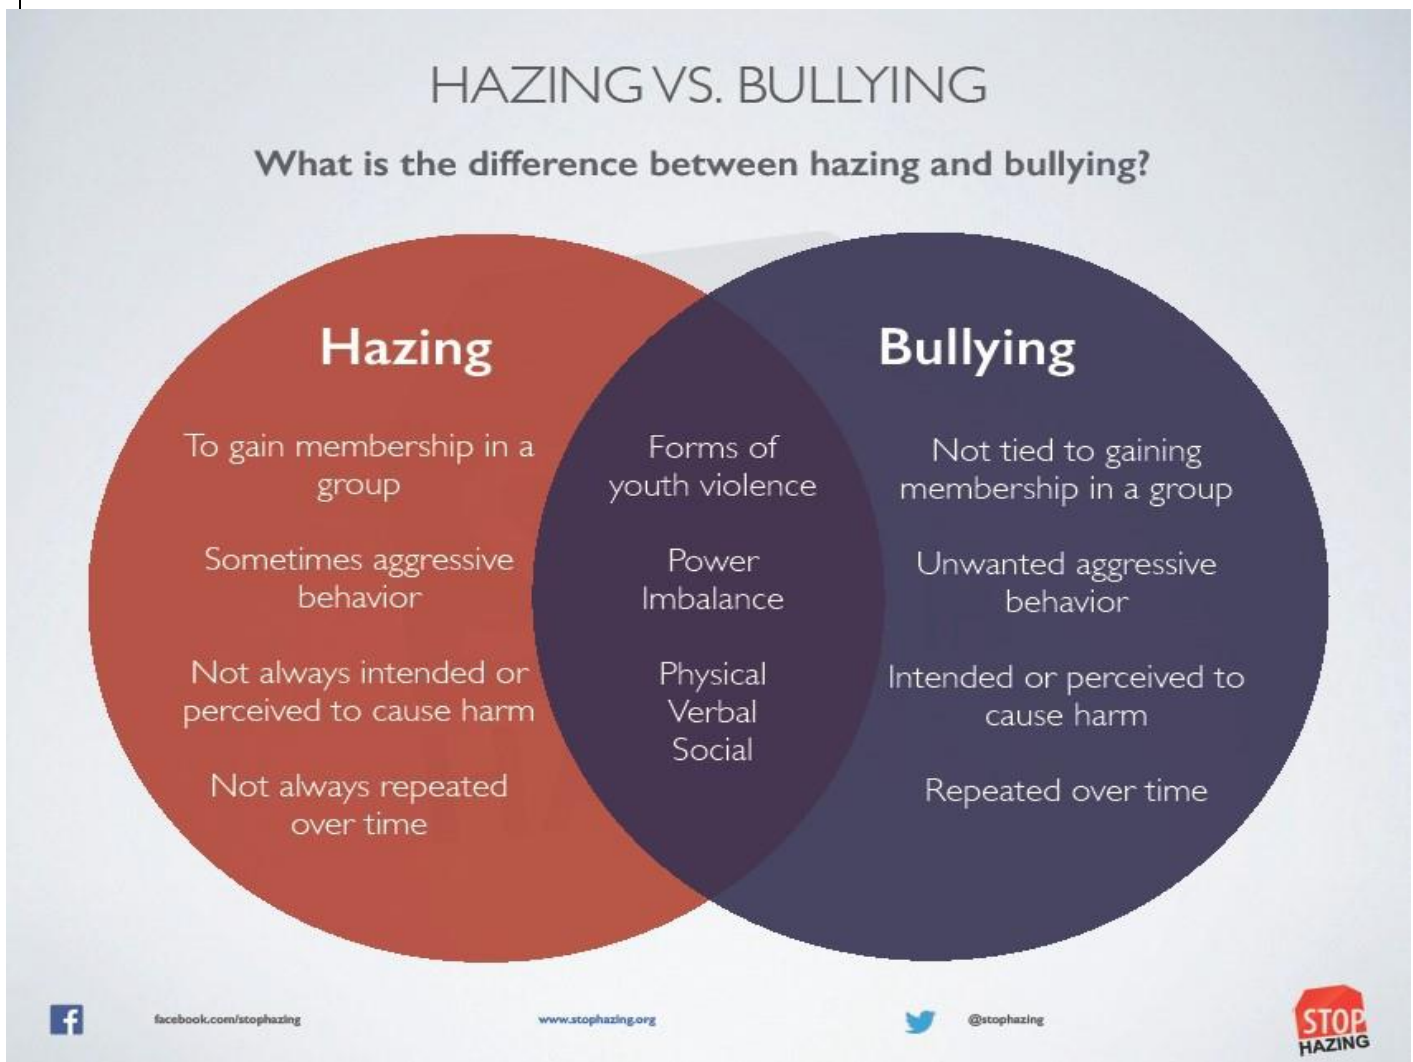 HAZING VS. BULLYING
What is the difference between hazing and bullying?
Hazing
To gain membership in a
group
Sometimes aggressive
behavior
Not always intended or
perceived to cause harm
Not always repeated
over time
Forms of
youth violence
Power
Imbalance
Physical
Verbal
Social
Bullying
Not tied to gaining
membership in a group
Unwanted aggressive
behavior
Intended or perceived to
cause harm
Repeated over time
facebook.com/stophazing
www.stophazing.org
@stophazing
STOP
HAZING